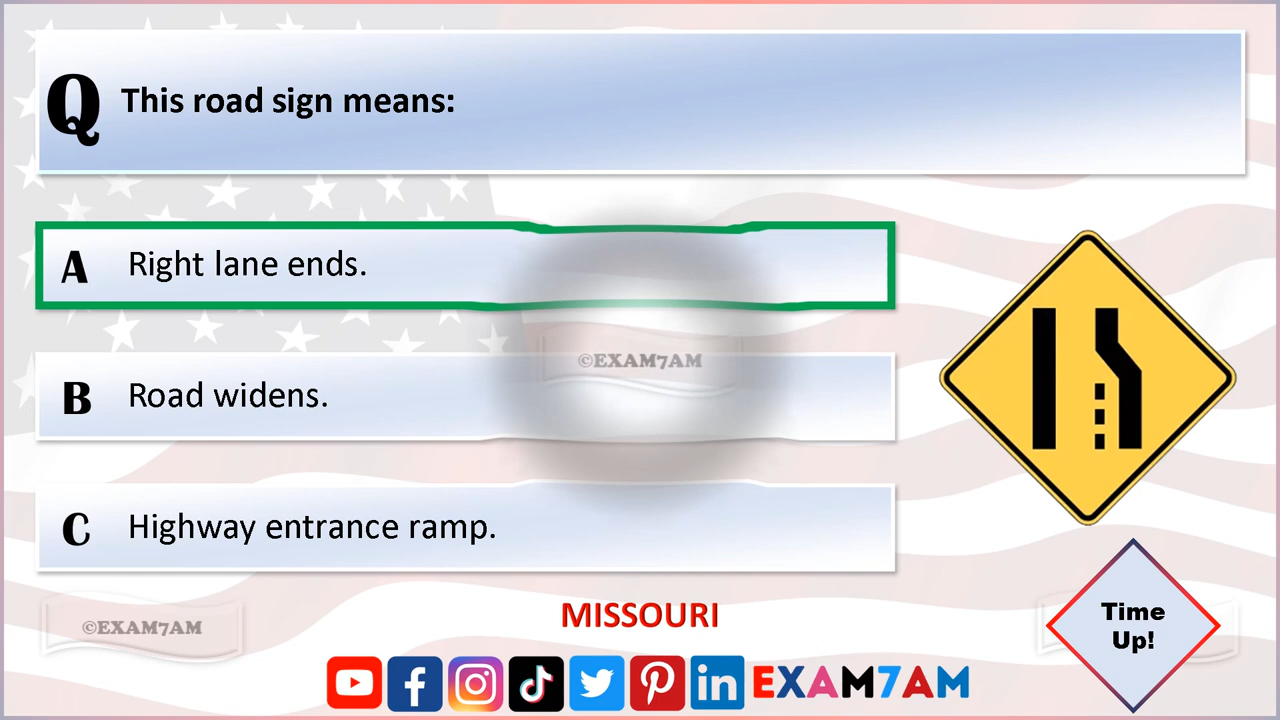 Q This road sign means:
A Right lane ends.
©EXAM7AM
B Road widens.
C Highway entrance ramp.
MISSOURI
©EXAM7AM
Time
Up!
EXAM7AM